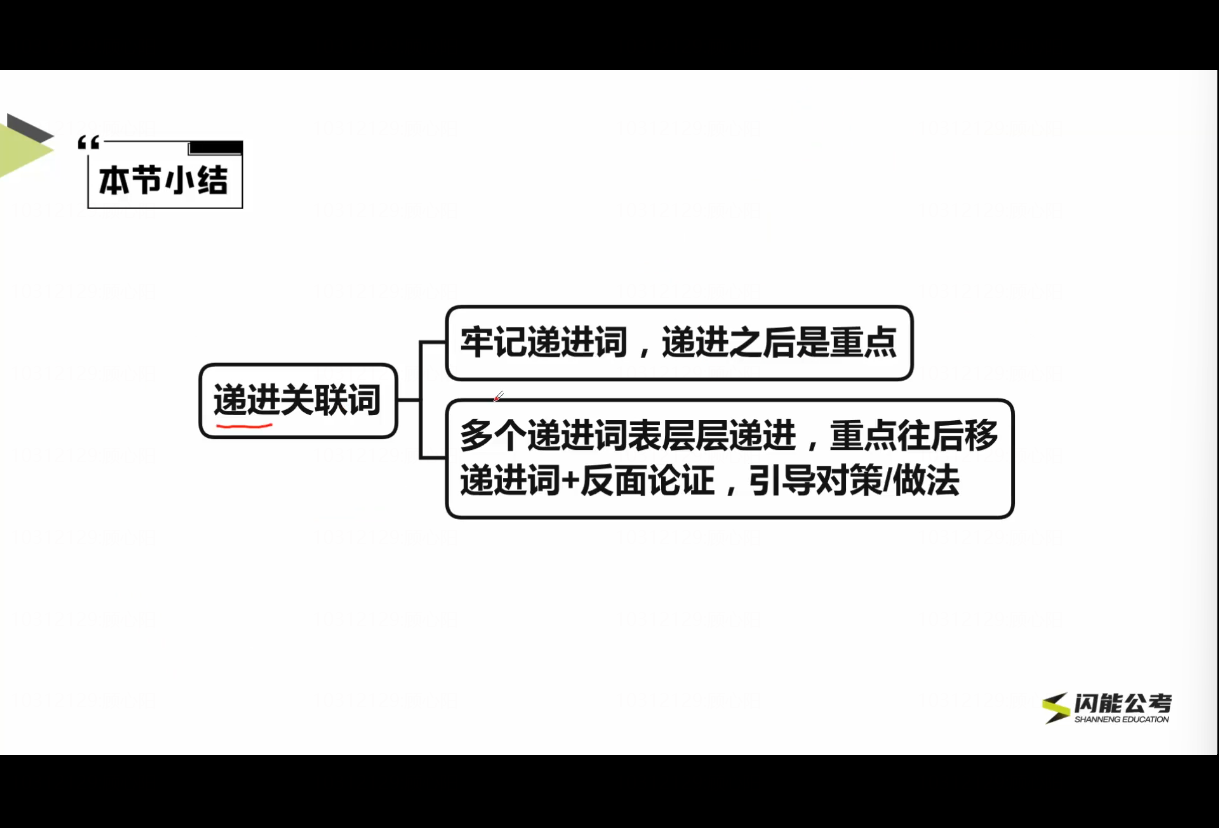 本节小结
牢记递进词，递进之后是重点
递进关联词
多个递进词表层层递进，重点往后移
递进词+反面论证，引导对策/做法
闪能公考
SHANNENG EDUCATION